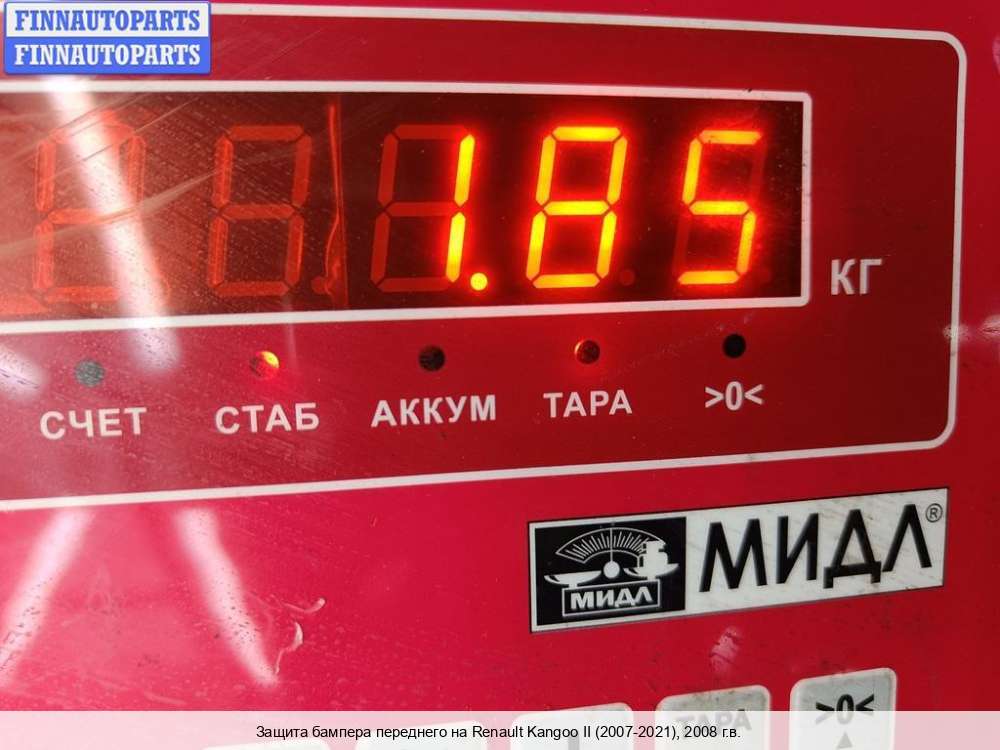 FINNAUTOPARTS
FINNAUTOPARTS
1.85
КГ
СЧЕТ СТАБ АККУМ ТАРА >0<
МИДЛ МИДЛ®
ТАРА >0<
Защита бампера переднего на Renault Kangoo II (2007-2021), 2008 г.в.